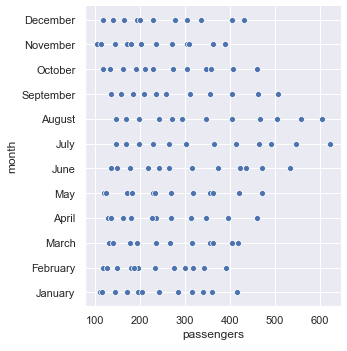 December
November
October
September
August
July
June
May
April
March
February
January
month
100 200 300 400 500 600
passengers